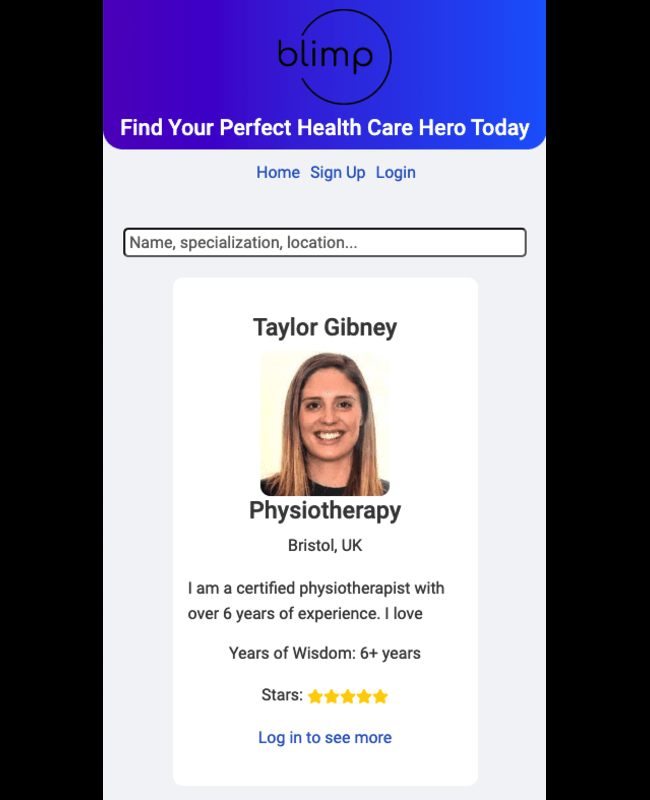 blimp
Find Your Perfect Health Care Hero Today
Home Sign Up Login
Name, specialization, location...
Taylor Gibney
Physiotherapy
Bristol, UK
I am a certified physiotherapist with
over 6 years of experience. I love
Years of Wisdom: 6+ years
Stars:
Log in to see more